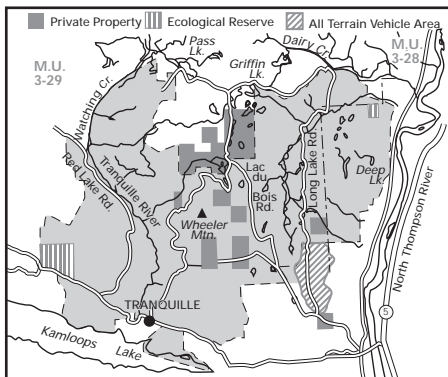 Private Property Ecological Reserve All Terrain Vehicle Area
M.U.
3-29
Pass
Lk.
Griffin
Lk.
Dairy Cr.
M.U.
3-28
Watching Cr.
Red Lake Rd.
Tranquille River
Lac
du
Bois
Rd.
Long Lake Rd.
Deep
Lk.
Wheeler
Mtn.
North Thompson River
TRANQUILLE
5
Kamloops Lake